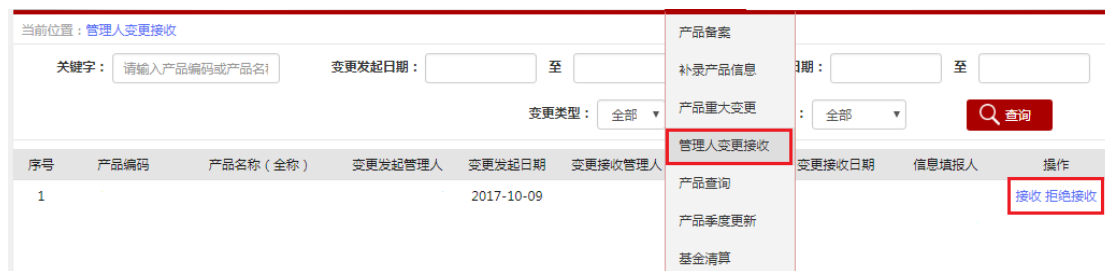 当前位置：管理人变更接收
关键字： 请输入产品编码或产品名称 变更发起日期： 至 日期： 至
变更类型： 全部 ： 全部 查询
产品备案
补录产品信息
产品重大变更
管理人变更接收
产品查询
产品季度更新
基金清算
序号 产品编码 产品名称（全称） 变更发起管理人 变更发起日期 变更接收管理人 变更接收日期 信息填报人 操作
1 2017-10-09 接收 拒绝接收